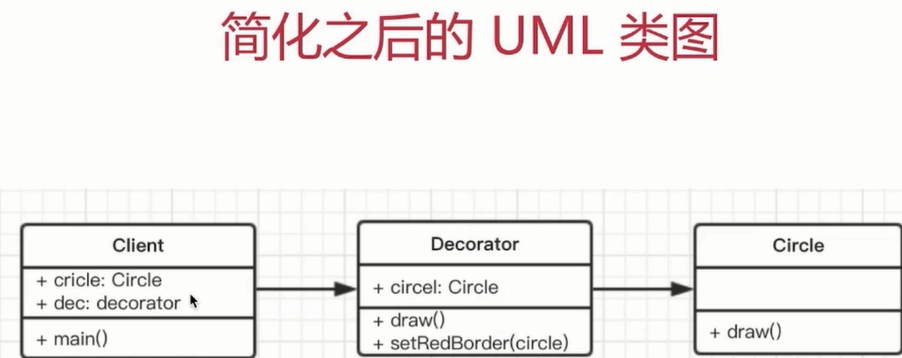 简化之后的 UML 类图
Client
+ cricle: Circle
+ dec: decorator
+ main()
Decorator
+ circel: Circle
+ draw()
+ setRedBorder(circle)
Circle
+ draw()